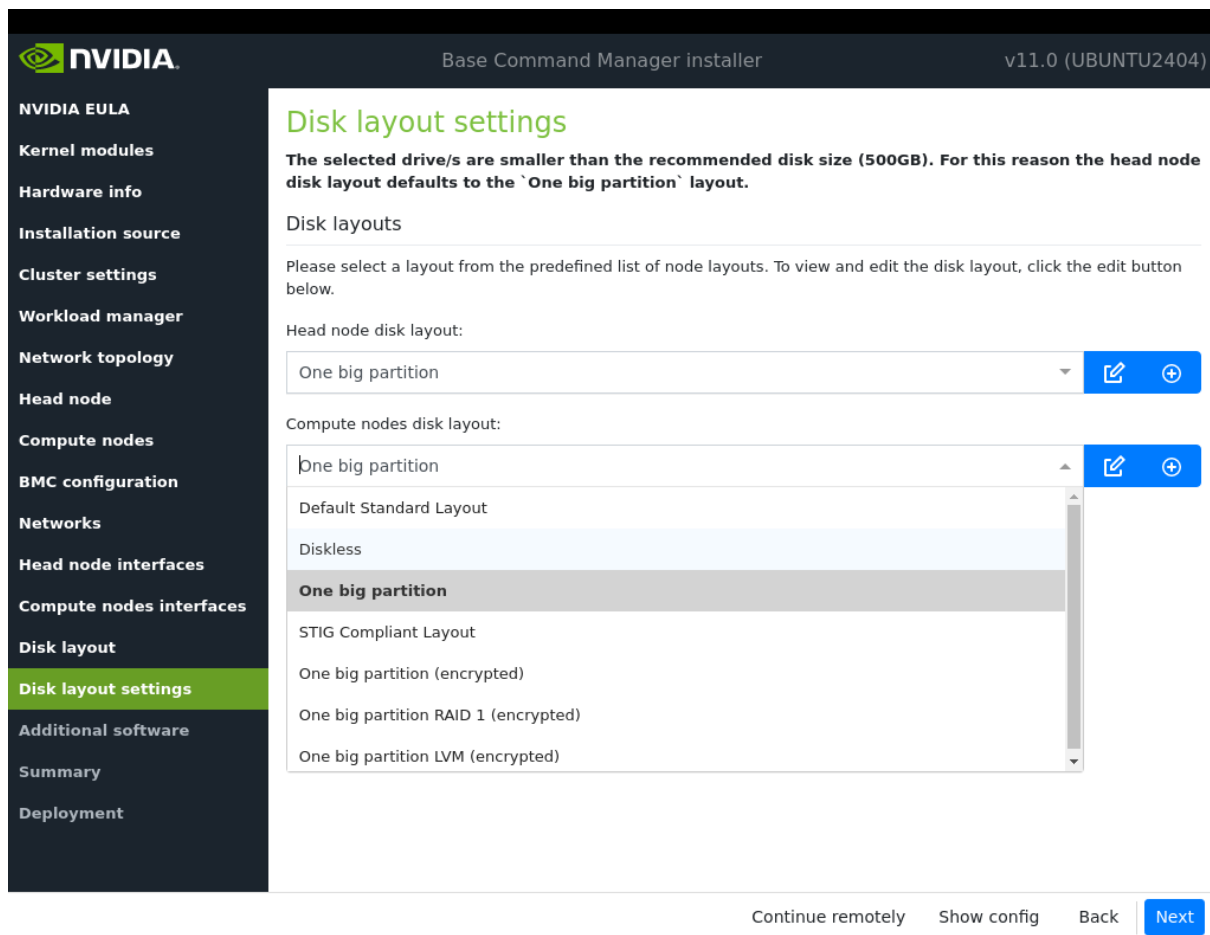 NVIDIA.
Base Command Manager installer
v11.0 (UBUNTU2404)
NVIDIA EULA
Kernel modules
Hardware info
Installation source
Cluster settings
Workload manager
Network topology
Head node
Compute nodes
BMC configuration
Networks
Head node interfaces
Compute nodes interfaces
Disk layout
Disk layout settings
Additional software
Summary
Deployment
Disk layout settings
The selected drive/s are smaller than the recommended disk size (500GB). For this reason the head node
disk layout defaults to the `One big partition` layout.
Disk layouts
Please select a layout from the predefined list of node layouts. To view and edit the disk layout, click the edit button
below.
Head node disk layout:
One big partition
Compute nodes disk layout:
One big partition
Default Standard Layout
Diskless
One big partition
STIG Compliant Layout
One big partition (encrypted)
One big partition RAID 1 (encrypted)
One big partition LVM (encrypted)
Continue remotely
Show config
Back
Next